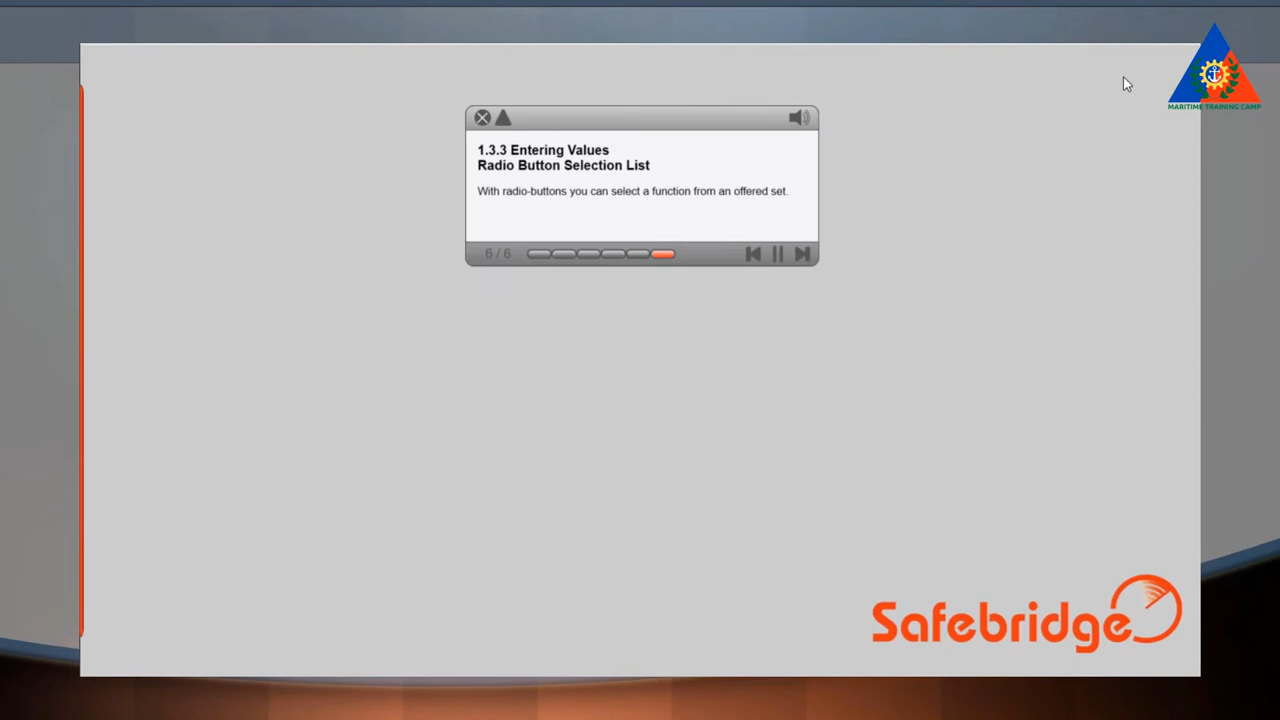 MARITIME TRAINING CAMP
1.3.3 Entering Values
Radio Button Selection List
With radio-buttons you can select a function from an offered set.
6 / 6
Safebridge